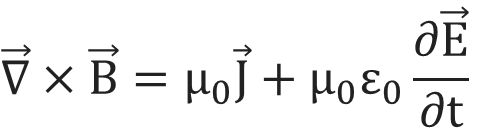 ∇⃗ × B⃗ = μ₀J⃗ + μ₀ε₀ ∂E⃗/∂t